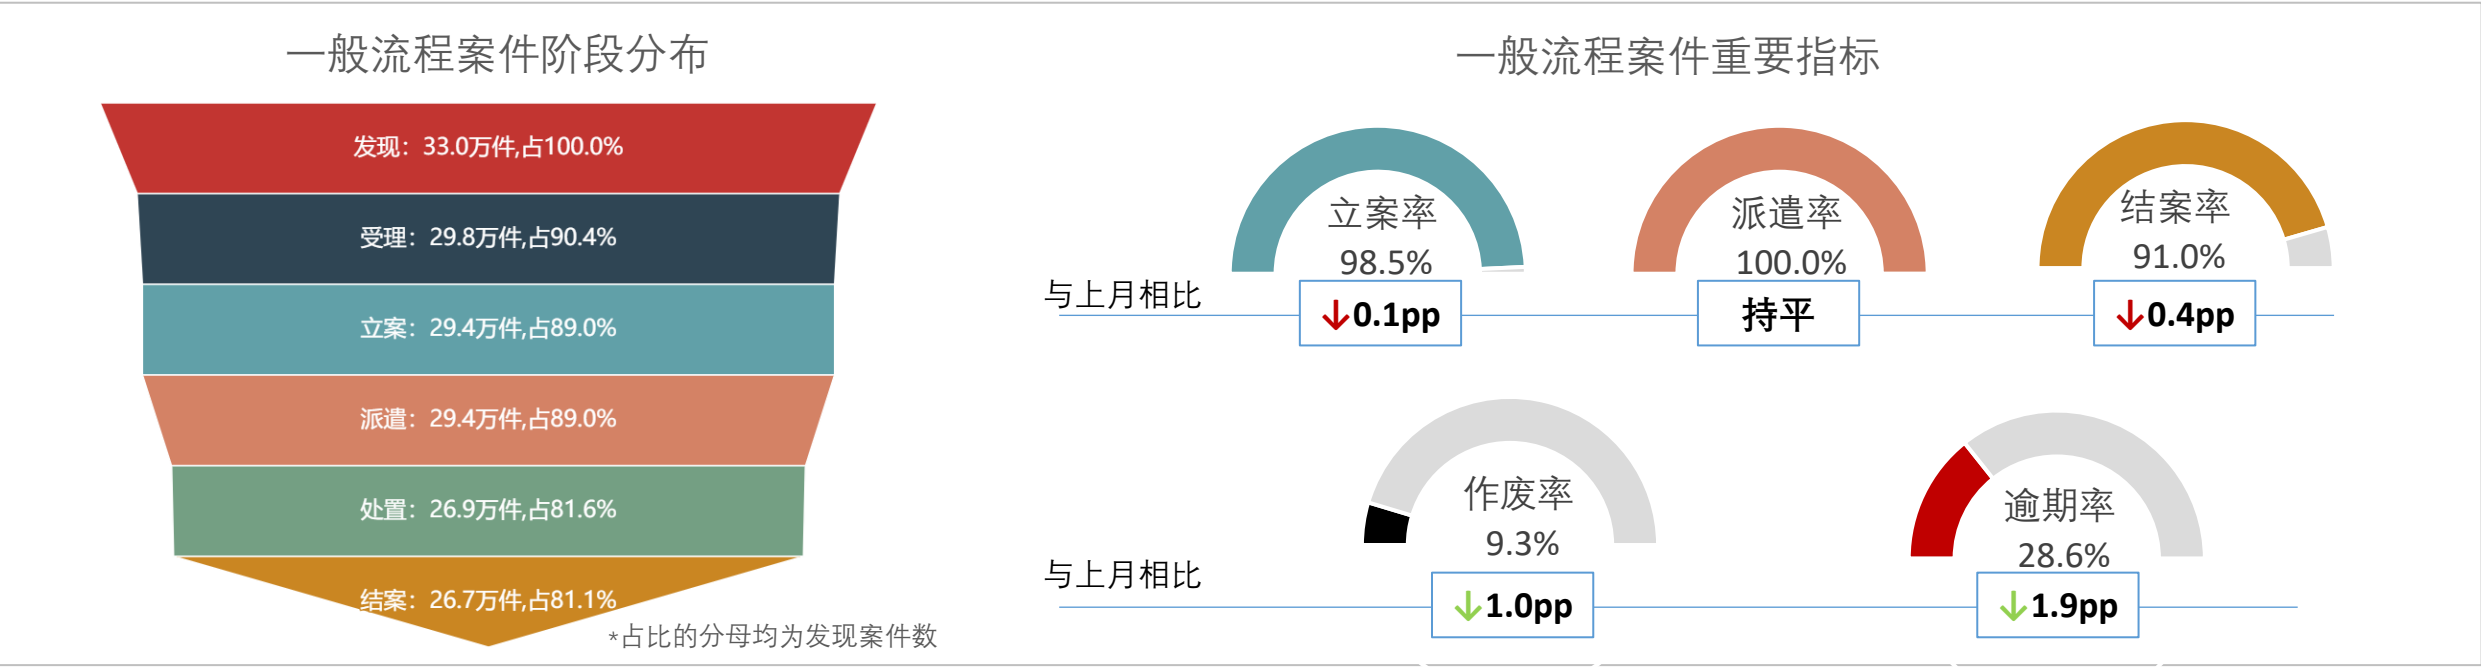 一般流程案件阶段分布
发现：33.0万件,占100.0%
受理：29.8万件,占90.4%
立案：29.4万件,占89.0%
派遣：29.4万件,占89.0%
处置：26.9万件,占81.6%
结案：26.7万件,占81.1%
*占比的分母均为发现案件数
一般流程案件重要指标
立案率
98.5%
派遣率
100.0%
结案率
91.0%
与上月相比
↓0.1pp
持平
↓0.4pp
作废率
9.3%
逾期率
28.6%
与上月相比
↓1.0pp
↓1.9pp